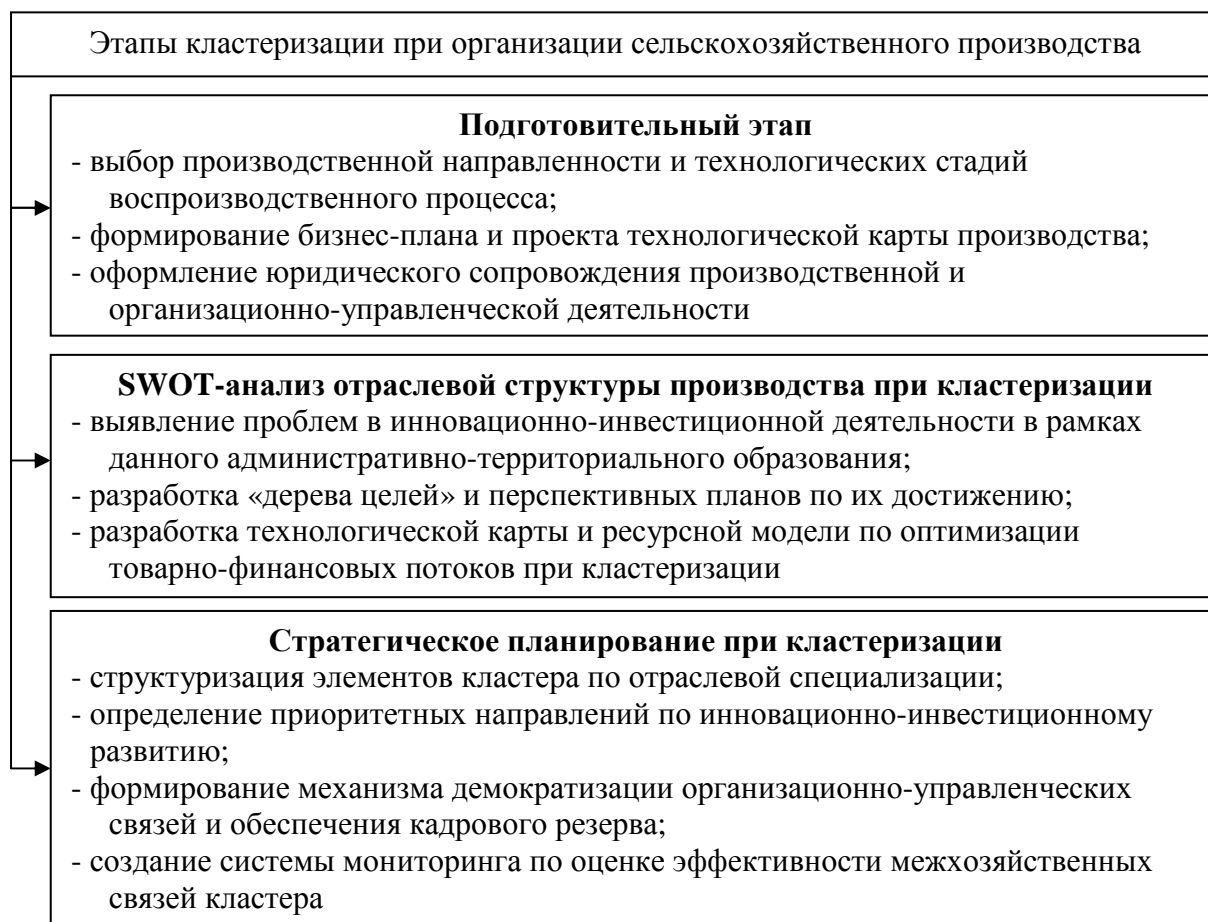 Этапы кластеризации при организации сельскохозяйственного производства
Подготовительный этап
- выбор производственной направленности и технологических стадий
воспроизводственного процесса;
- формирование бизнес-плана и проекта технологической карты производства;
- оформление юридического сопровождения производственной и
организационно-управленческой деятельности
SWOT-анализ отраслевой структуры производства при кластеризации
- выявление проблем в инновационно-инвестиционной деятельности в рамках
данного административно-территориального образования;
- разработка «дерева целей» и перспективных планов по их достижению;
- разработка технологической карты и ресурсной модели по оптимизации
товарно-финансовых потоков при кластеризации
Стратегическое планирование при кластеризации
- структуризация элементов кластера по отраслевой специализации;
- определение приоритетных направлений по инновационно-инвестиционному
развитию;
- формирование механизма демократизации организационно-управленческих
связей и обеспечения кадрового резерва;
- создание системы мониторинга по оценке эффективности межхозяйственных
связей кластера